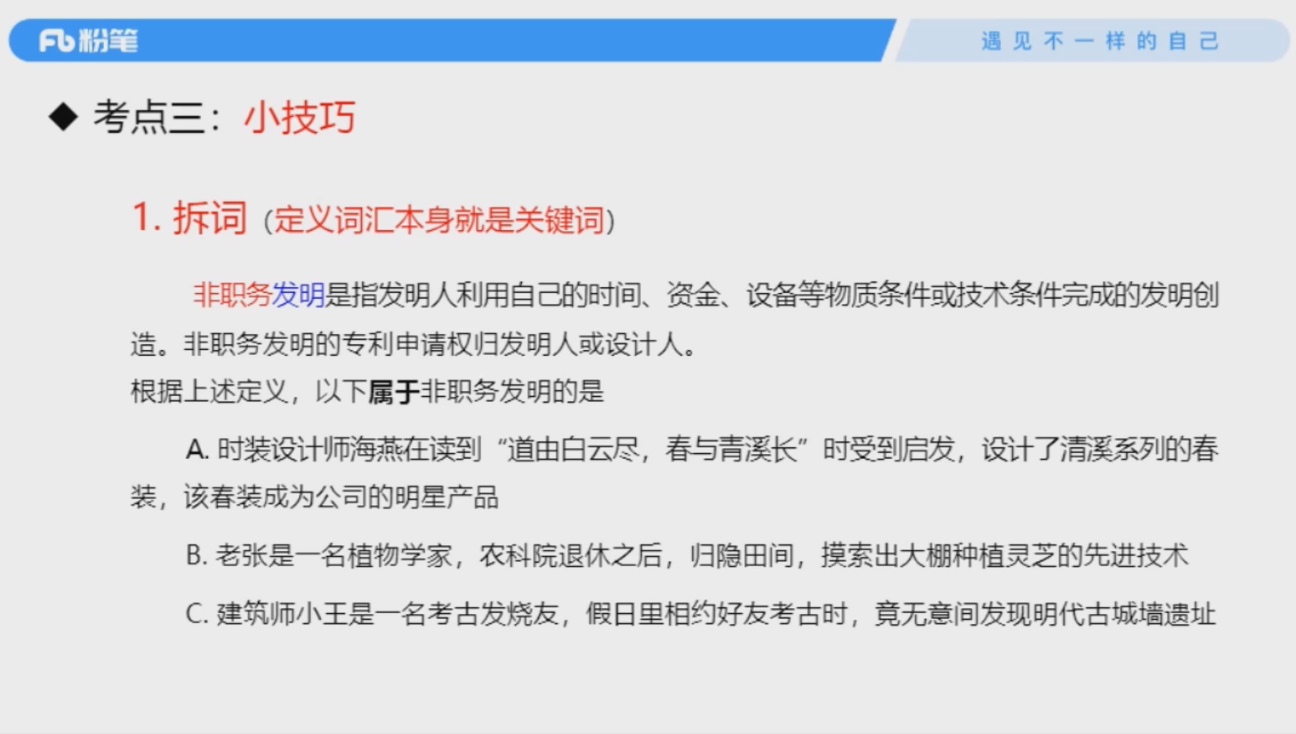 粉笔
遇见不一样的自己
◆ 考点三：小技巧
1. 拆词（定义词汇本身就是关键词）
非职务发明是指发明人利用自己的时间、资金、设备等物质条件或技术条件完成的发明创
造。非职务发明的专利申请权归发明人或设计人。
根据上述定义，以下属于非职务发明的是
A. 时装设计师海燕在读到“道由白云尽，春与青溪长”时受到启发，设计了清溪系列的春
装，该春装成为公司的明星产品
B. 老张是一名植物学家，农科院退休之后，归隐田间，摸索出大棚种植灵芝的先进技术
C. 建筑师小王是一名考古发烧友，假日里相约好友考古时，竟无意间发现明代古城墙遗址